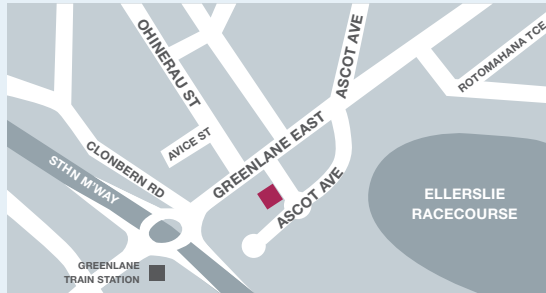 OHINERAU ST
ASCOT AVE
ROTOMAHANA TCE
AVICE ST
GREENLANE EAST
CLONBERN RD
STHN M'WAY
ASCOT AVE
ELLERSLIE
RACECOURSE
GREENLANE
TRAIN STATION